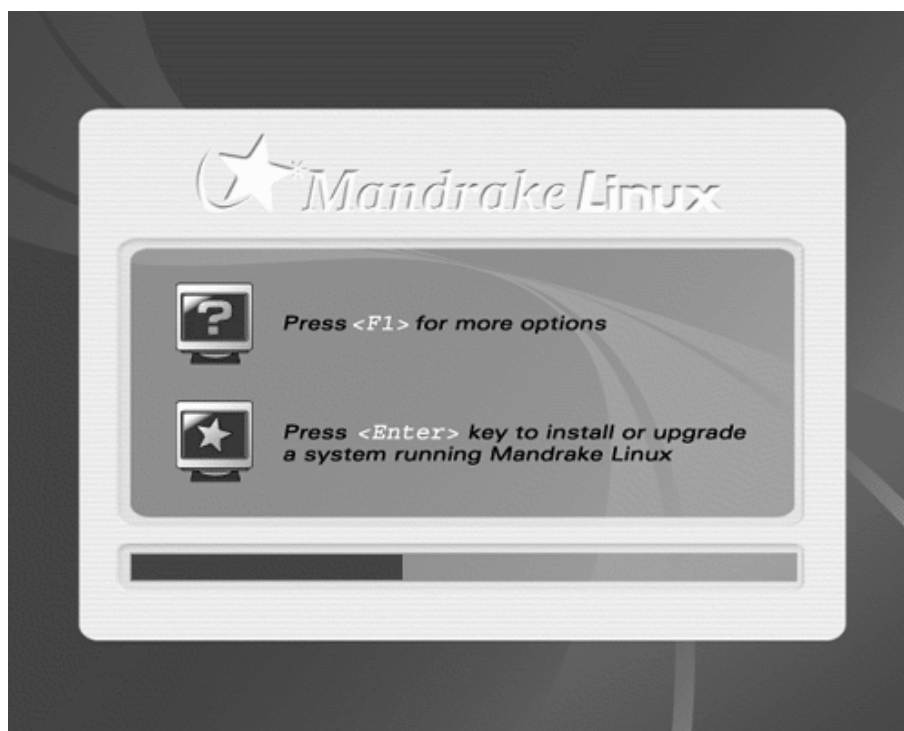 Mandrake Linux
Press <F1> for more options
Press <Enter> key to install or upgrade
a system running Mandrake Linux